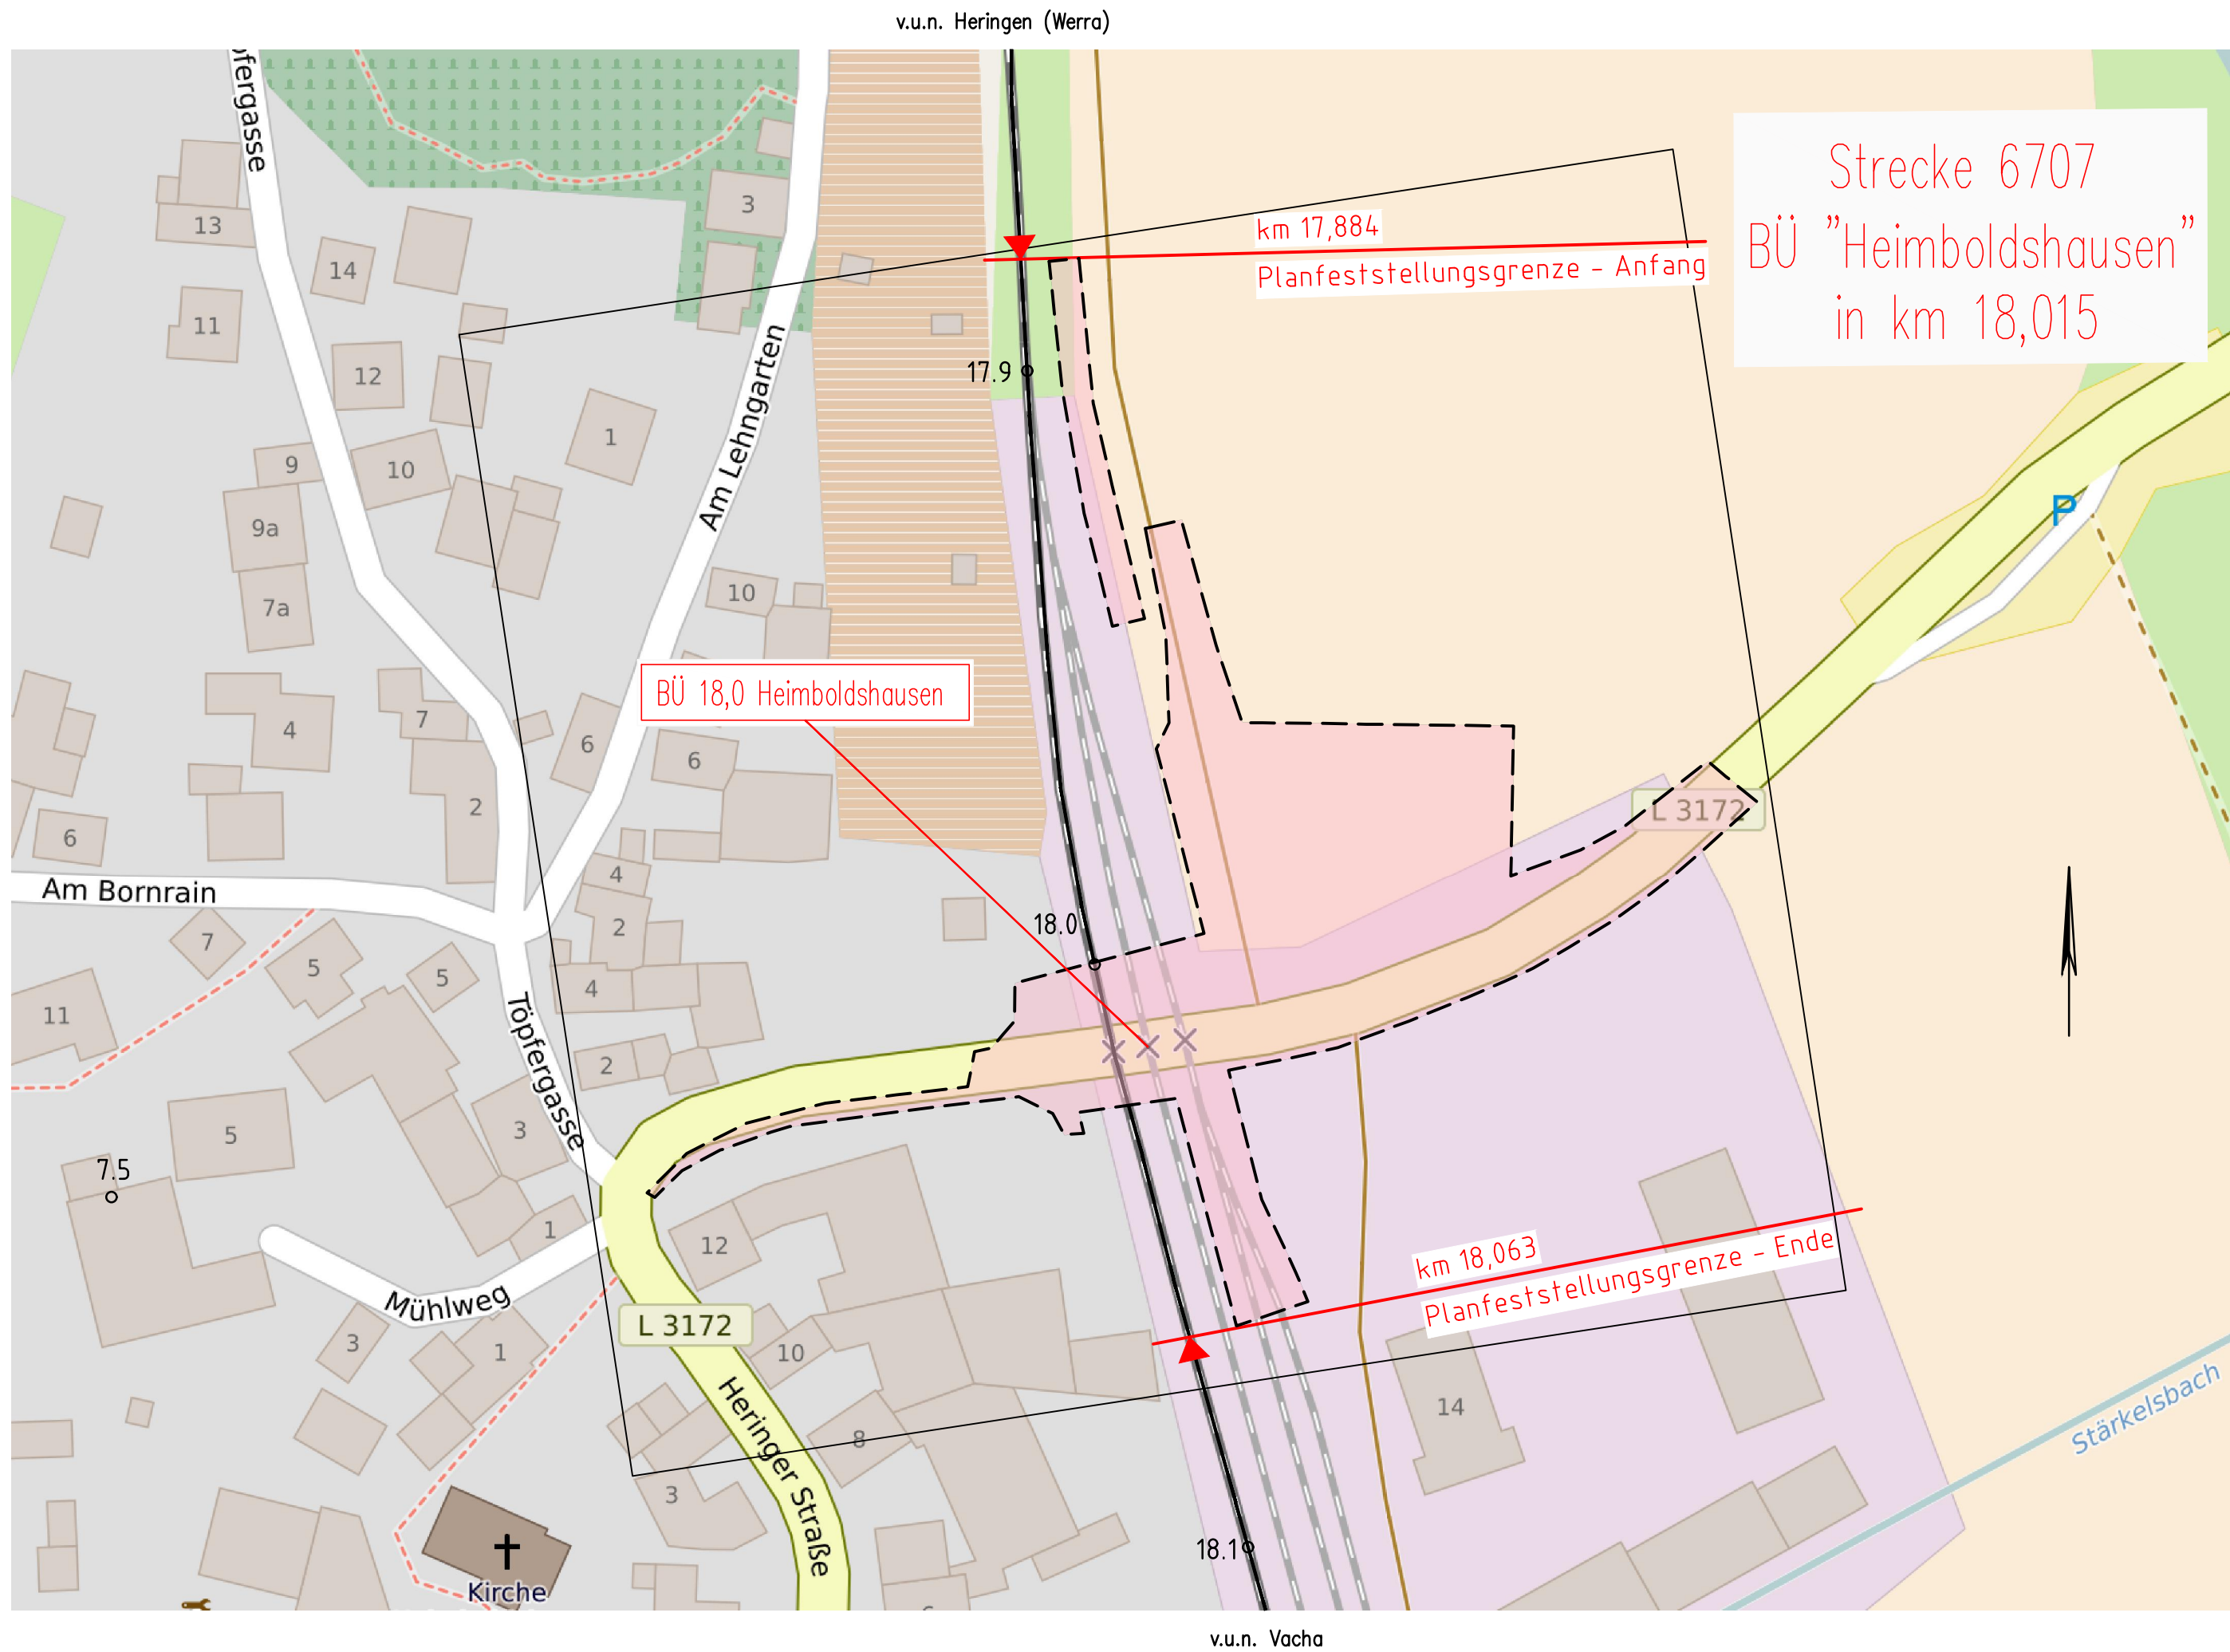 v.u.n. Heringen (Werra)
Strecke 6707
BÜ "Heimboldshausen"
in km 18,015
km 17,884
Planfeststellungsgrenze - Anfang
pfergasse
13
3
14
11
17.9
12
1
Am Lehngarten
9
10
9a
P
7a
10
BÜ 18,0 Heimboldshausen
4
7
6
6
2
L 3172
6
4
Am Bornrain
18.0
2
7
5
5
4
11
Töpfergasse
2
5
3
7.5
1
12
km 18,063
Planfeststellungsgrenze - Ende
Mühlweg
L 3172
3
1
10
14
8
Stärkelsbach
Heringer Straße
3
18.1
Kirche
v.u.n. Vacha